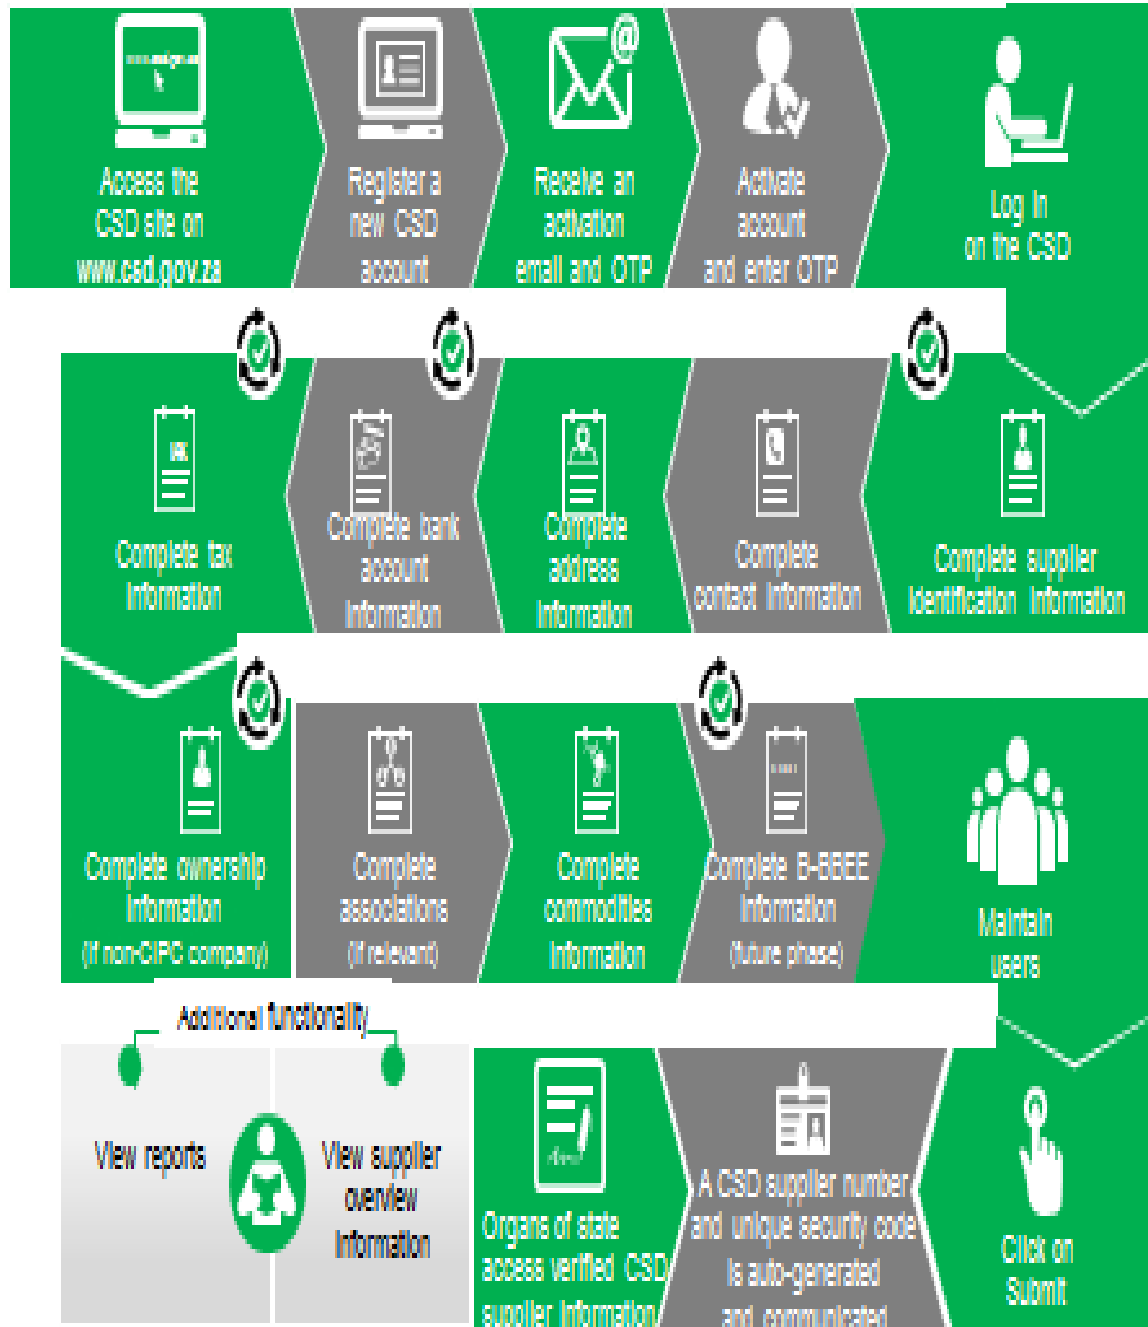 Access the
CSD site on
www.csd.gov.za
Register a
new CSD
account
Receive an
activation
email and OTP
Activate
account
and enter OTP
Log in
on the CSD
Complete supplier
identification information
Complete
contact information
Complete
address
information
Complete bank
account
information
TAX
Complete tax
information
Complete ownership
information
(if non-CIPC company)
Complete
associations
(if relevant)
Complete
commodities
information
Complete B-BBEE
information
(future phase)
Maintain
users
Click on
Submit
A CSD supplier number
and unique security code
is auto-generated
and communicated
Organs of state
access verified CSD
supplier information
Additional functionality
View reports
View supplier
overview
information